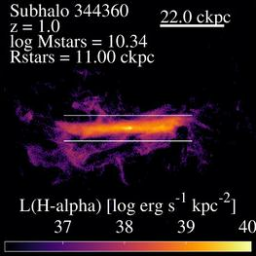 Subhalo 344360
22.0 ckpc
z = 1.0
log Mstars = 10.34
Rstars = 11.00 ckpc
L(H-alpha) [log erg s⁻¹ kpc⁻²]
37 38 39 40